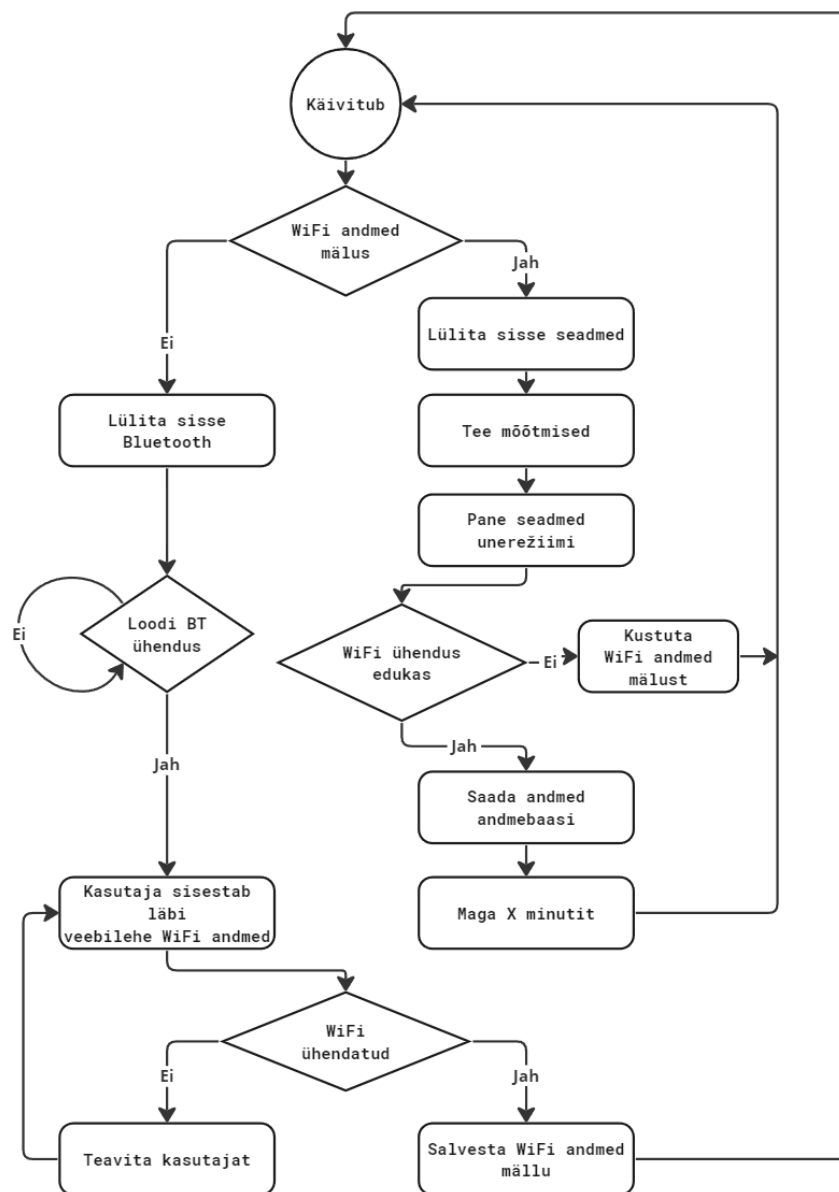 Käivitub
WiFi andmed
mälus
Jah
Ei
Lülita sisse seadmed
Lülita sisse
Bluetooth
Tee mõõtmised
Pane seadmed
unerežiimi
Loodi BT
ühendus
Ei
WiFi ühendus
edukas
Ei
Kustuta
WiFi andmed
mälust
Jah
Jah
Saada andmed
andmebaasi
Kasutaja sisestab
läbi
veebilehe WiFi andmed
Maga X minutit
WiFi
ühendatud
Ei
Jah
Teavita kasutajat
Salvesta WiFi andmed
mällu